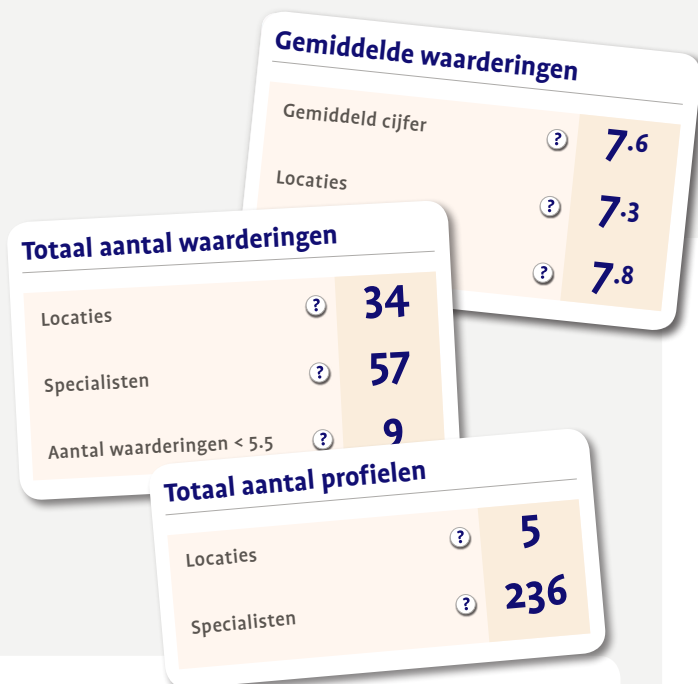 Gemiddelde waarderingen
Gemiddeld cijfer ? 7.6
Locaties ? 7.3
? 7.8
Totaal aantal waarderingen
Locaties ? 34
Specialisten ? 57
Aantal waarderingen < 5.5 ? 9
Totaal aantal profielen
Locaties ? 5
Specialisten ? 236